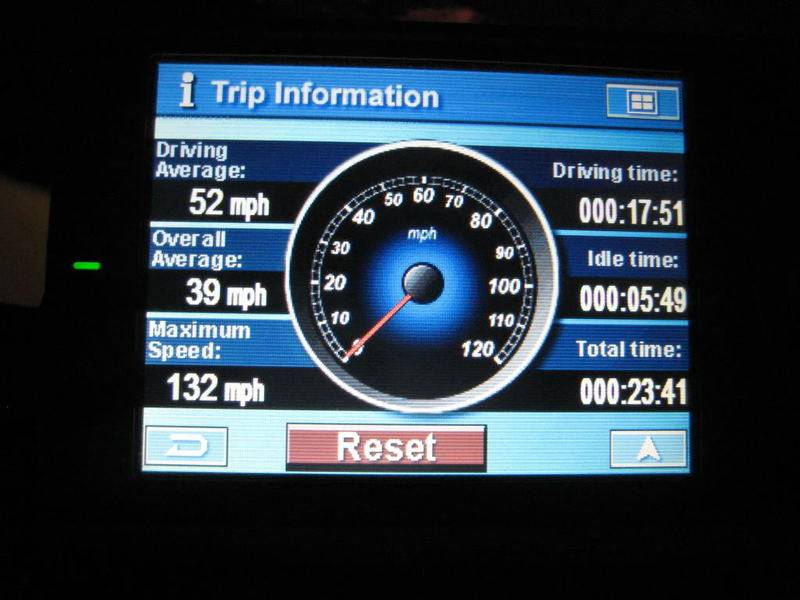 i Trip Information
Driving
Average:
52 mph
Overall
Average:
39 mph
Maximum
Speed:
132 mph
mph
0
10
20
30
40
50
60
70
80
90
100
110
120
Driving time:
000:17:51
Idle time:
000:05:49
Total time:
000:23:41
Reset